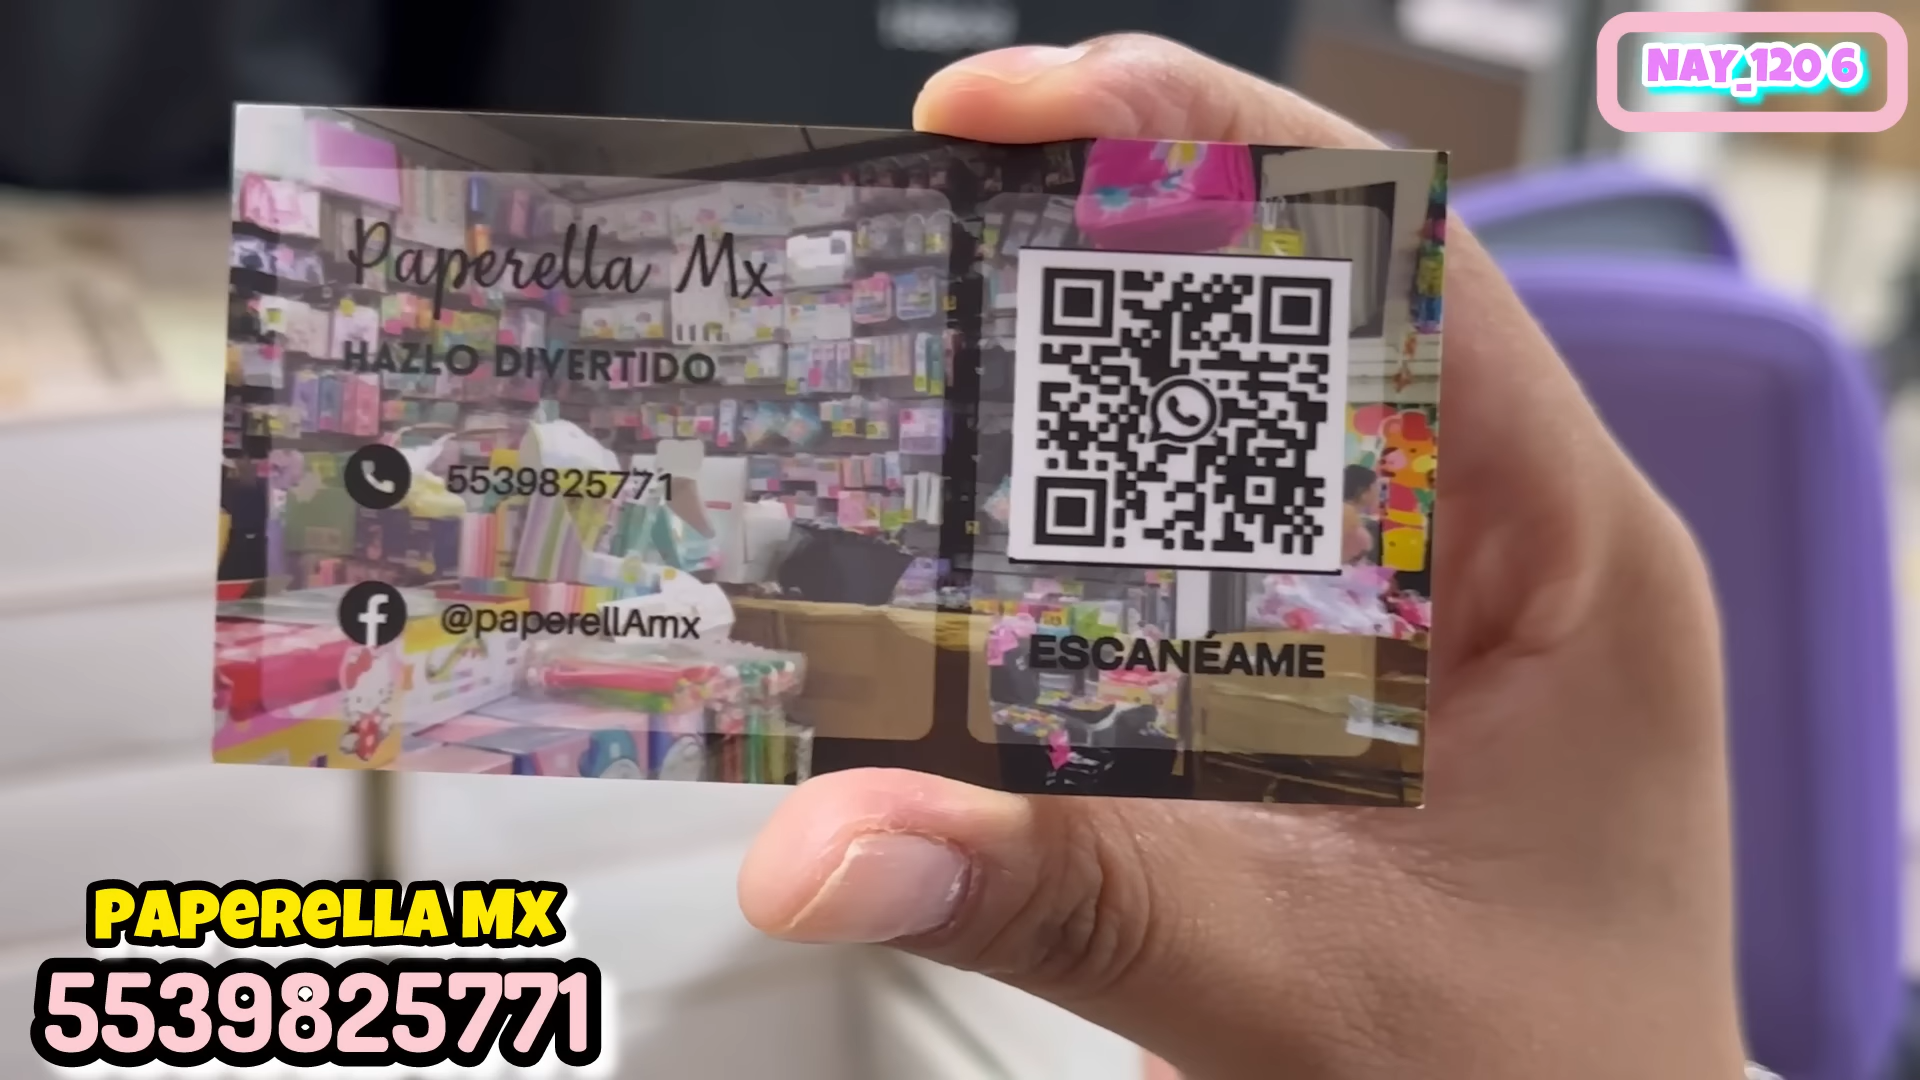 NAY_1206
Paperella Mx
HAZLO DIVERTIDO
5539825771
@paperellAmx
ESCANÉAME
PAPERELLA MX
5539825771